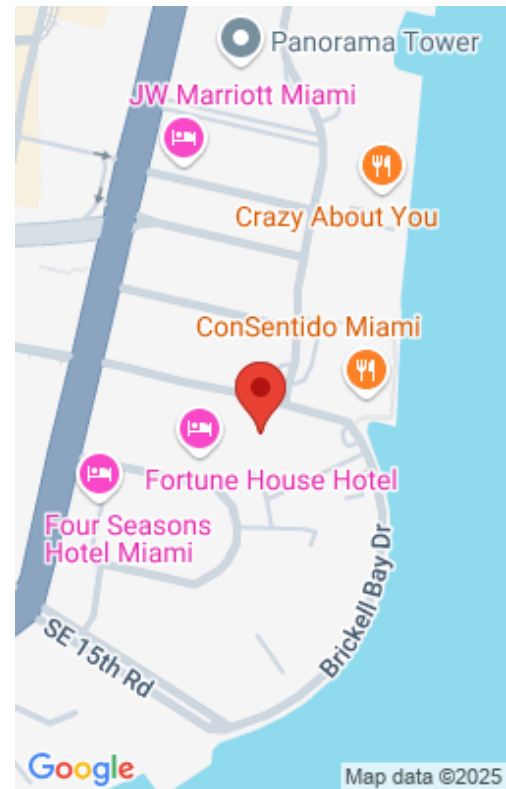 Panorama Tower
JW Marriott Miami
Crazy About You
ConSentido Miami
Fortune House Hotel
Four Seasons
Hotel Miami
Brickell Bay Dr
SE 15th Rd
Google
Map data ©2025